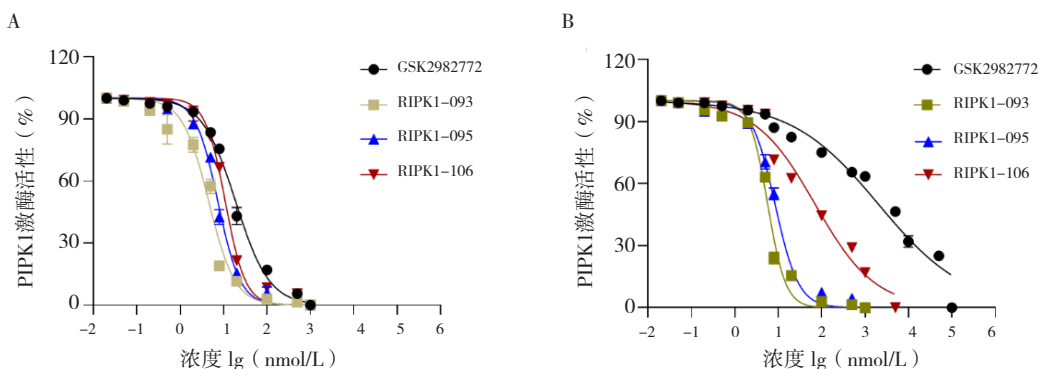 A
PIPK1激酶活性（%）
120
90
60
30
0
−2
−1
0
1
2
3
4
5
6
浓度 lg（nmol/L）
GSK2982772
RIPK1-093
RIPK1-095
RIPK1-106
B
PIPK1激酶活性（%）
120
90
60
30
0
−2
−1
0
1
2
3
4
5
6
浓度 lg（nmol/L）
GSK2982772
RIPK1-093
RIPK1-095
RIPK1-106